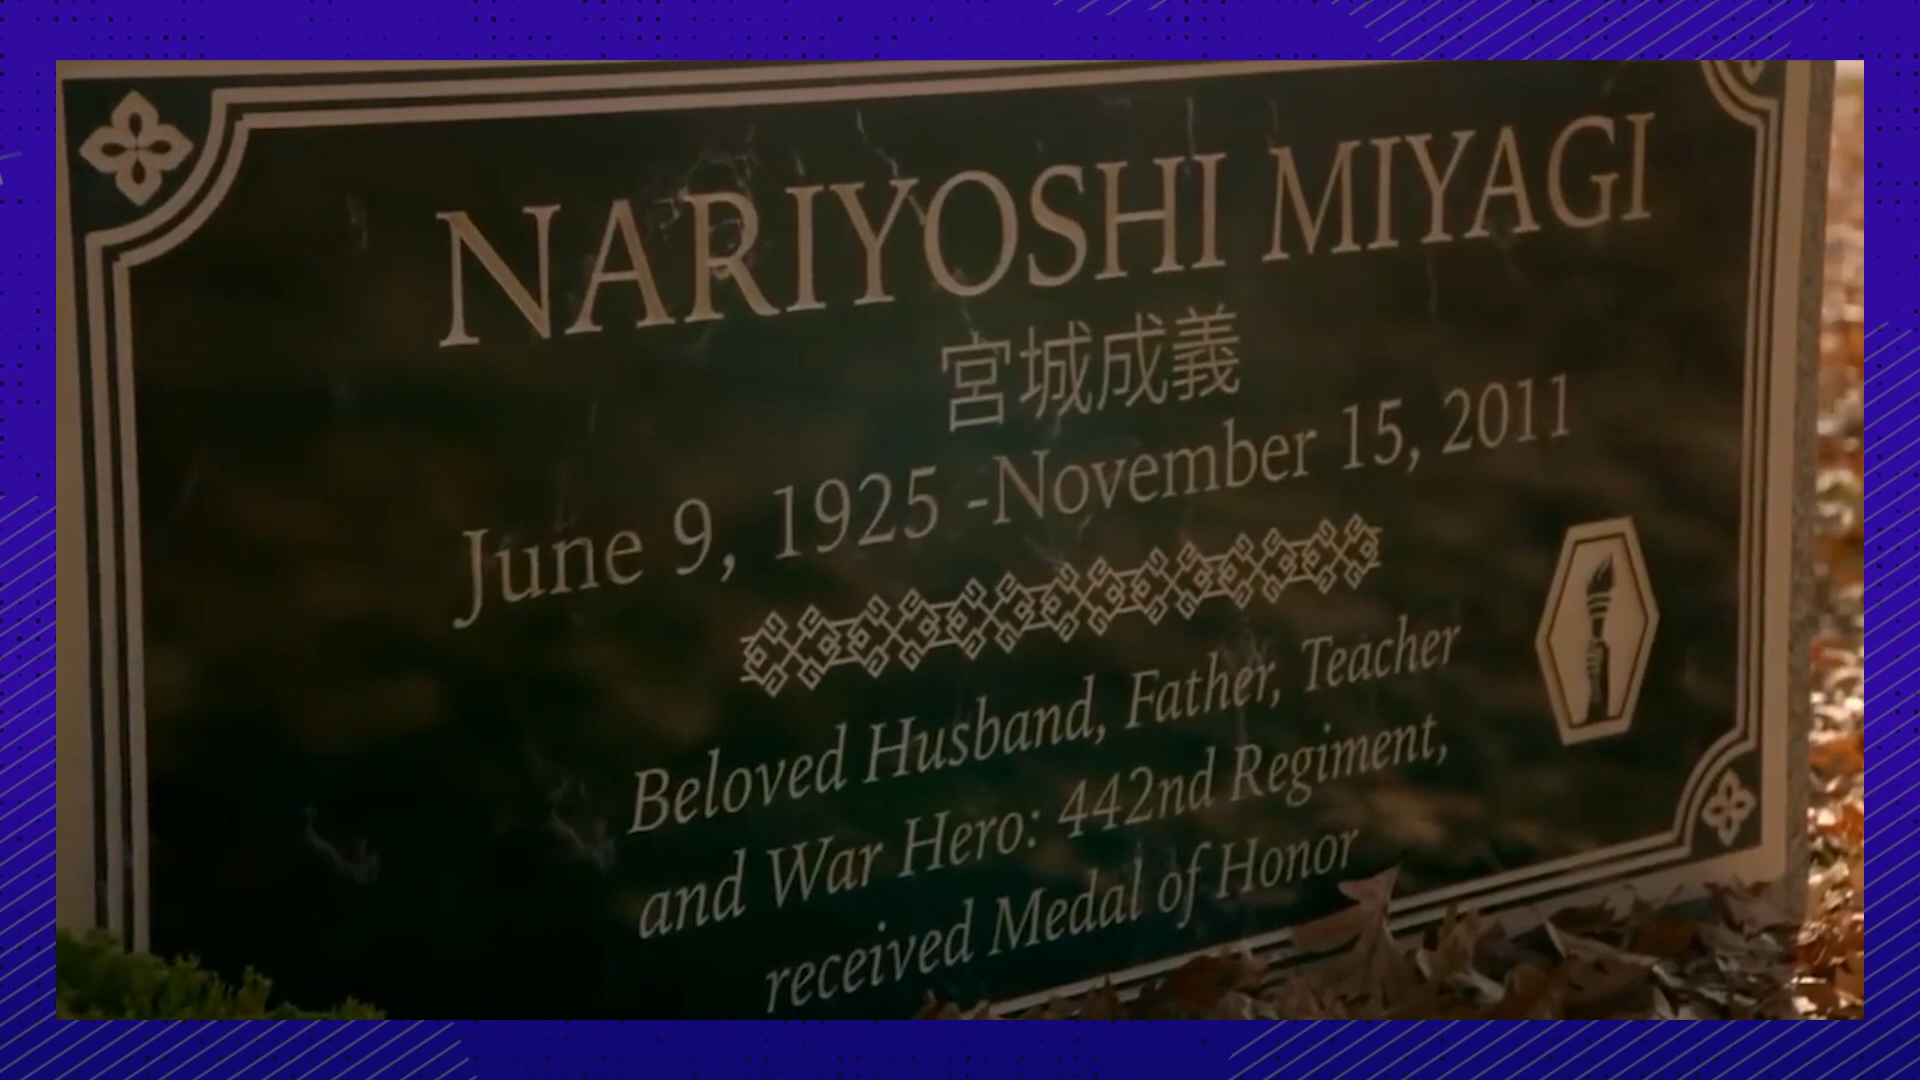 NARIYOSHI MIYAGI
宮城成義
June 9, 1925 -November 15, 2011
Beloved Husband, Father, Teacher
and War Hero: 442nd Regiment,
received Medal of Honor